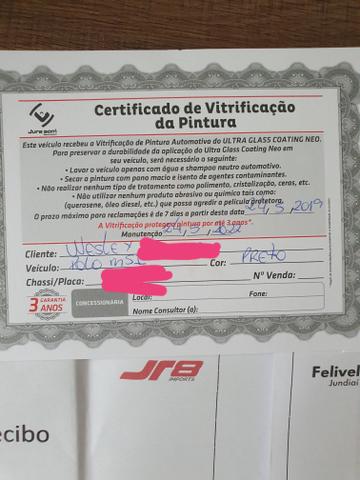 Certificado de Vitrificação
da Pintura
Este veículo recebeu a Vitrificação de Pintura Automotiva do ULTRA GLASS COATING NEO.
Para preservar a durabilidade da aplicação do Ultra Glass Coating Neo em
seu veículo, será necessário o seguinte:
• Lavar o veículo apenas com água e shampoo neutro automotivo.
• Secar a pintura com pano macio e isento de agentes contaminantes.
• Não realizar nenhum tipo de tratamento como polimento, cristalização, ceras, etc.
• Não utilizar nenhum produto abrasivo ou químico tais como:
(querosene, óleo diesel, etc.) que possa agredir a película protetora.
O prazo máximo para reclamações é de 7 dias a partir desta data 24,5,2019
A Vitrificação protege a pintura por até 3 anos*.
Manutenção 24,5,
Cliente: Wesley
Veículo: Polo Cor: PRETO
Chassi/Placa: Nº Venda:
3 GARANTIA ANOS
CONCESSIONÁRIA
Local: Fone:
Nome Consultor (a):
JR8
IMPORTS
Felivel
Jundiaí
ecibo